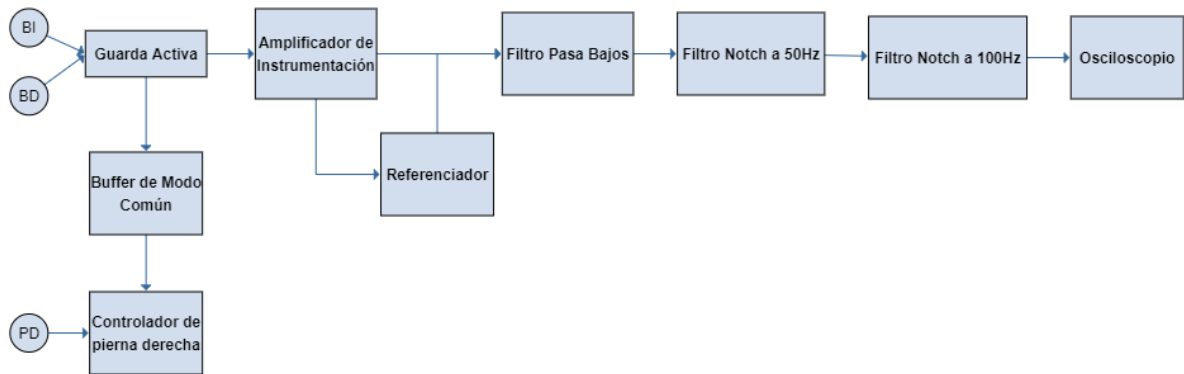 BI
BD
Guarda Activa
Amplificador de
Instrumentación
Filtro Pasa Bajos
Filtro Notch a 50Hz
Filtro Notch a 100Hz
Osciloscopio
Referenciador
Buffer de Modo
Común
PD
Controlador de
pierna derecha